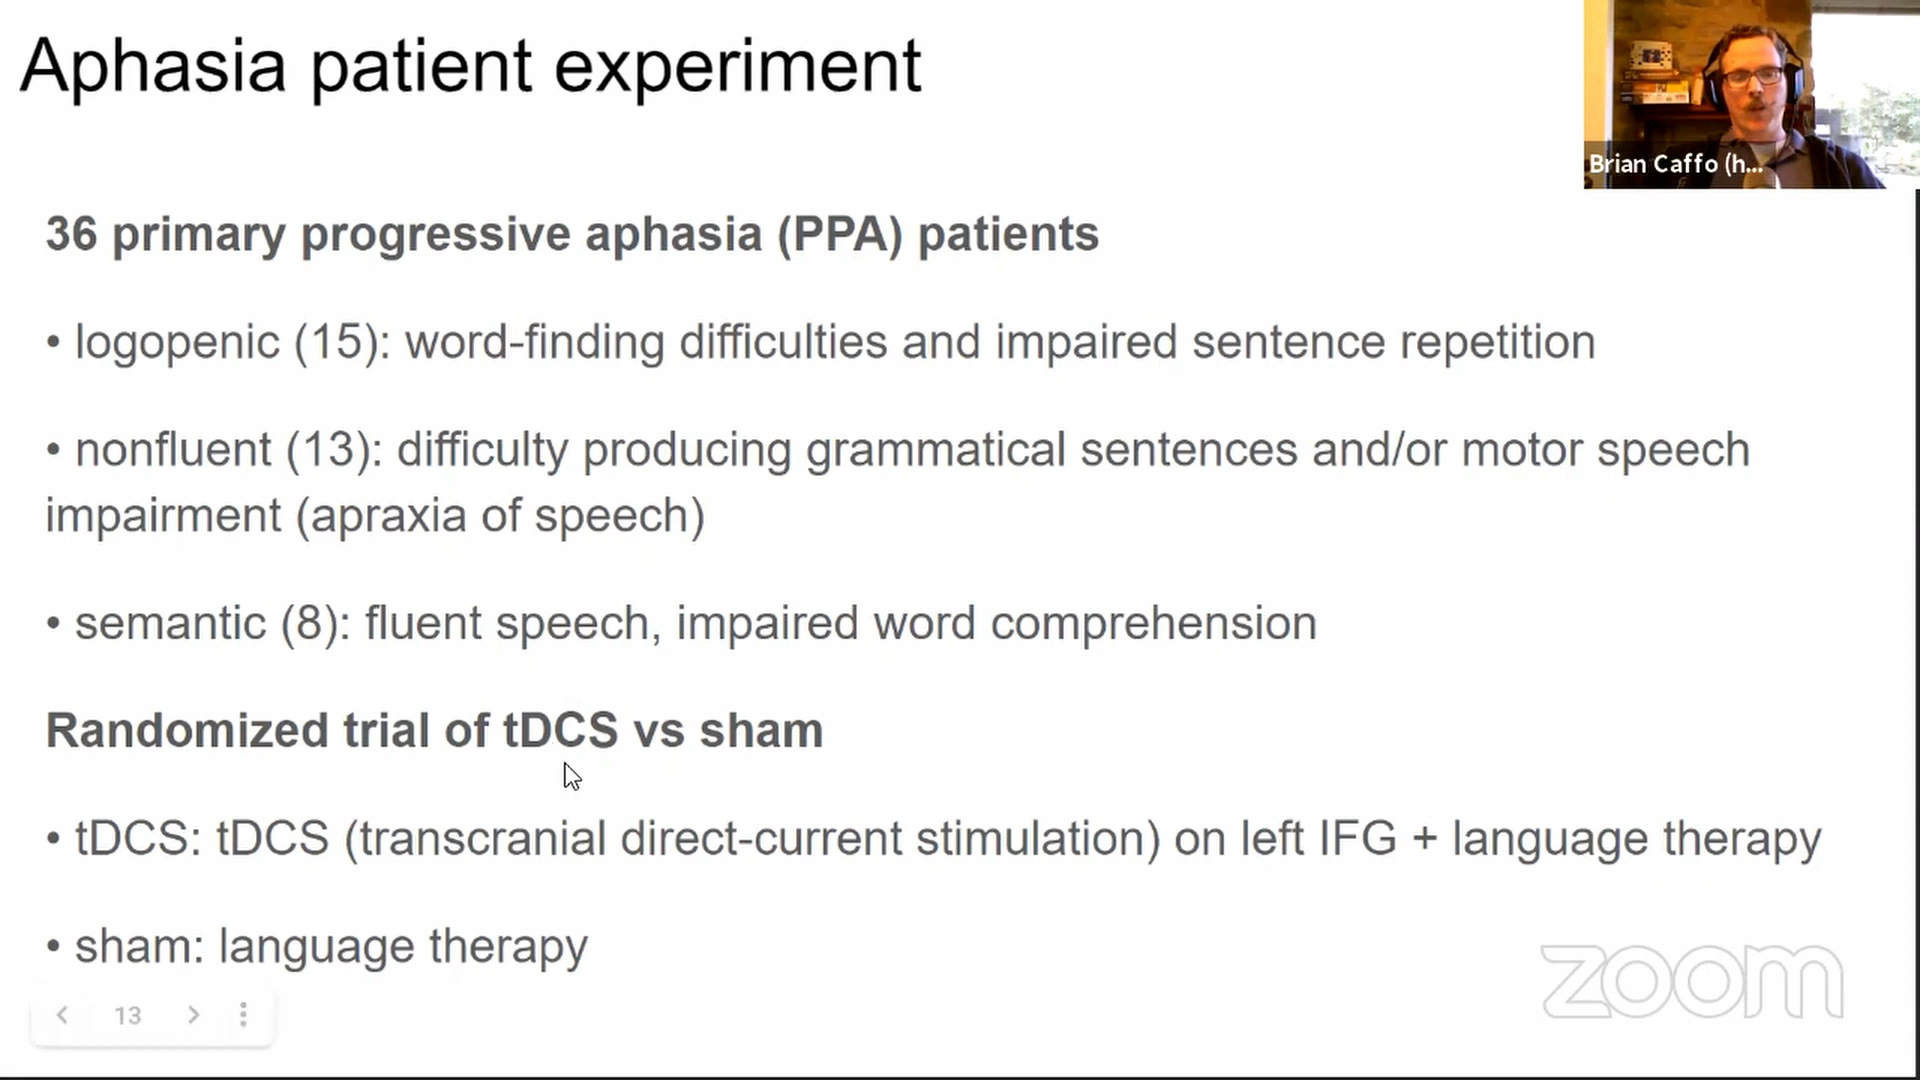 Aphasia patient experiment
Brian Caffo (h...
36 primary progressive aphasia (PPA) patients
• logopenic (15): word-finding difficulties and impaired sentence repetition
• nonfluent (13): difficulty producing grammatical sentences and/or motor speech
impairment (apraxia of speech)
• semantic (8): fluent speech, impaired word comprehension
Randomized trial of tDCS vs sham
• tDCS: tDCS (transcranial direct-current stimulation) on left IFG + language therapy
• sham: language therapy
13
zoom